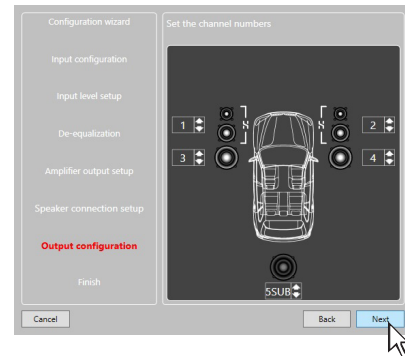 Configuration wizard
Set the channel numbers
Input configuration
Input level setup
De-equalization
Amplifier output setup
Speaker connection setup
Output configuration
Finish
1
2
3
4
5SUB
Cancel
Back
Next